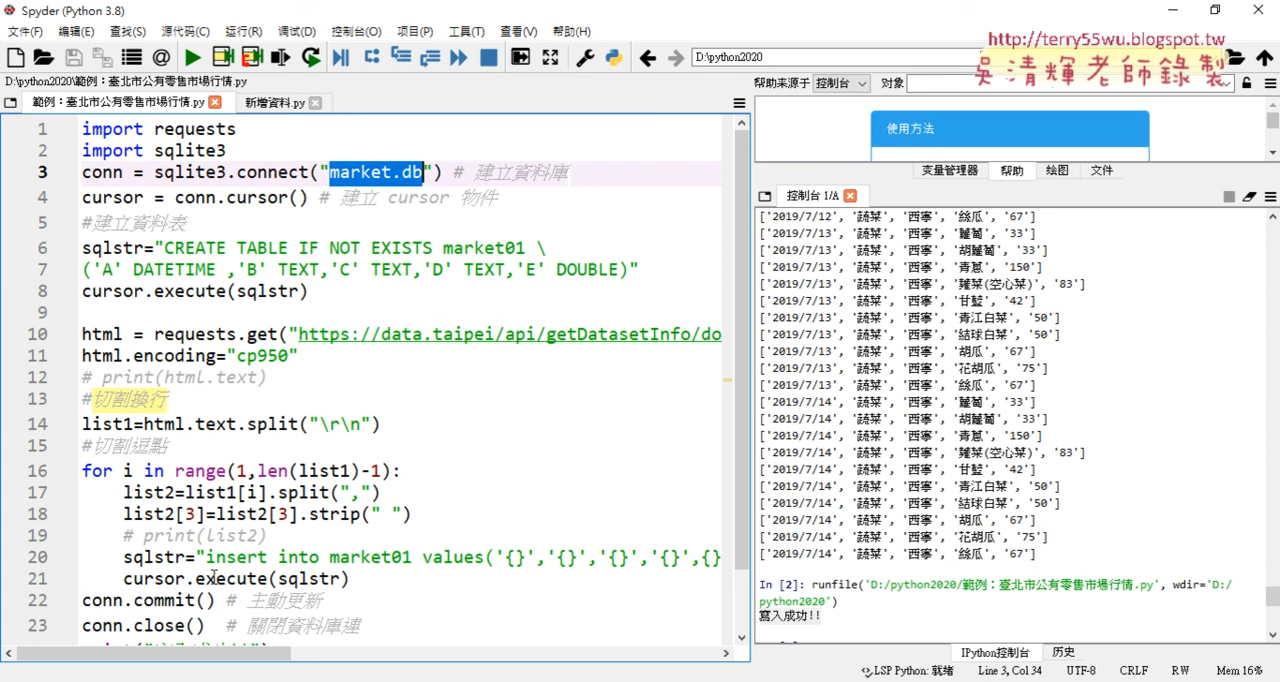 Spyder (Python 3.8)
文件(F) 编辑(E) 查找(S) 源代码(C) 运行(R) 调试(D) 控制台(O) 项目(P) 工具(T) 查看(V) 帮助(H)
D:\python2020
http://terry55wu.blogspot.tw
吳清輝老師錄製
D:\python2020\範例：臺北市公有零售市場行情.py
帮助来源于 控制台 对象
範例：臺北市公有零售市場行情.py 新增資料.py
1 import requests
2 import sqlite3
3 conn = sqlite3.connect("market.db") # 建立資料庫
4 cursor = conn.cursor() # 建立 cursor 物件
5 #建立資料表
6 sqlstr="CREATE TABLE IF NOT EXISTS market01 \
7 ('A' DATETIME ,'B' TEXT,'C' TEXT,'D' TEXT,'E' DOUBLE)"
8 cursor.execute(sqlstr)
9
10 html = requests.get("https://data.taipei/api/getDatasetInfo/do
11 html.encoding="cp950"
12 # print(html.text)
13 #切割換行
14 list1=html.text.split("\r\n")
15 #切割逗點
16 for i in range(1,len(list1)-1):
17 list2=list1[i].split(",")
18 list2[3]=list2[3].strip(" ")
19 # print(list2)
20 sqlstr="insert into market01 values('{}','{}','{}','{}',{}
21 cursor.execute(sqlstr)
22 conn.commit() # 主動更新
23 conn.close() # 關閉資料庫連
使用方法
变量管理器 帮助 绘图 文件
控制台 1/A
['2019/7/12', '蔬菜', '西寧', '絲瓜', '67']
['2019/7/13', '蔬菜', '西寧', '蘿蔔', '33']
['2019/7/13', '蔬菜', '西寧', '胡蘿蔔', '33']
['2019/7/13', '蔬菜', '西寧', '青蔥', '150']
['2019/7/13', '蔬菜', '西寧', '蕹菜(空心菜)', '83']
['2019/7/13', '蔬菜', '西寧', '甘藍', '42']
['2019/7/13', '蔬菜', '西寧', '青江白菜', '50']
['2019/7/13', '蔬菜', '西寧', '結球白菜', '50']
['2019/7/13', '蔬菜', '西寧', '胡瓜', '67']
['2019/7/13', '蔬菜', '西寧', '花胡瓜', '75']
['2019/7/13', '蔬菜', '西寧', '絲瓜', '67']
['2019/7/14', '蔬菜', '西寧', '蘿蔔', '33']
['2019/7/14', '蔬菜', '西寧', '胡蘿蔔', '33']
['2019/7/14', '蔬菜', '西寧', '青蔥', '150']
['2019/7/14', '蔬菜', '西寧', '蕹菜(空心菜)', '83']
['2019/7/14', '蔬菜', '西寧', '甘藍', '42']
['2019/7/14', '蔬菜', '西寧', '青江白菜', '50']
['2019/7/14', '蔬菜', '西寧', '結球白菜', '50']
['2019/7/14', '蔬菜', '西寧', '胡瓜', '67']
['2019/7/14', '蔬菜', '西寧', '花胡瓜', '75']
['2019/7/14', '蔬菜', '西寧', '絲瓜', '67']
In [2]: runfile('D:/python2020/範例：臺北市公有零售市場行情.py', wdir='D:/
python2020')
寫入成功!!
IPython控制台 历史
LSP Python: 就绪 Line 3, Col 34 UTF-8 CRLF RW Mem 16%